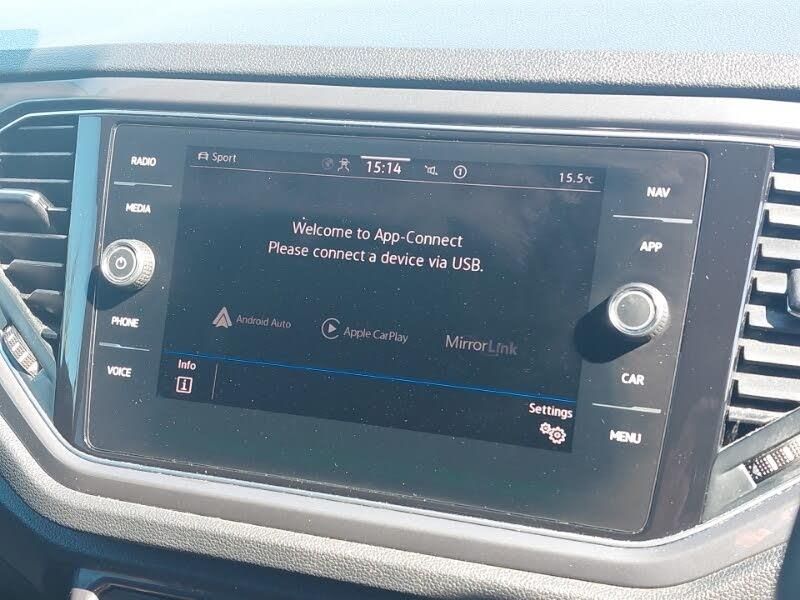 RADIO
MEDIA
PHONE
VOICE
Sport
15:14
1
15.5°C
Welcome to App-Connect
Please connect a device via USB.
Android Auto
Apple CarPlay
MirrorLink
Info
i
Settings
NAV
APP
CAR
MENU